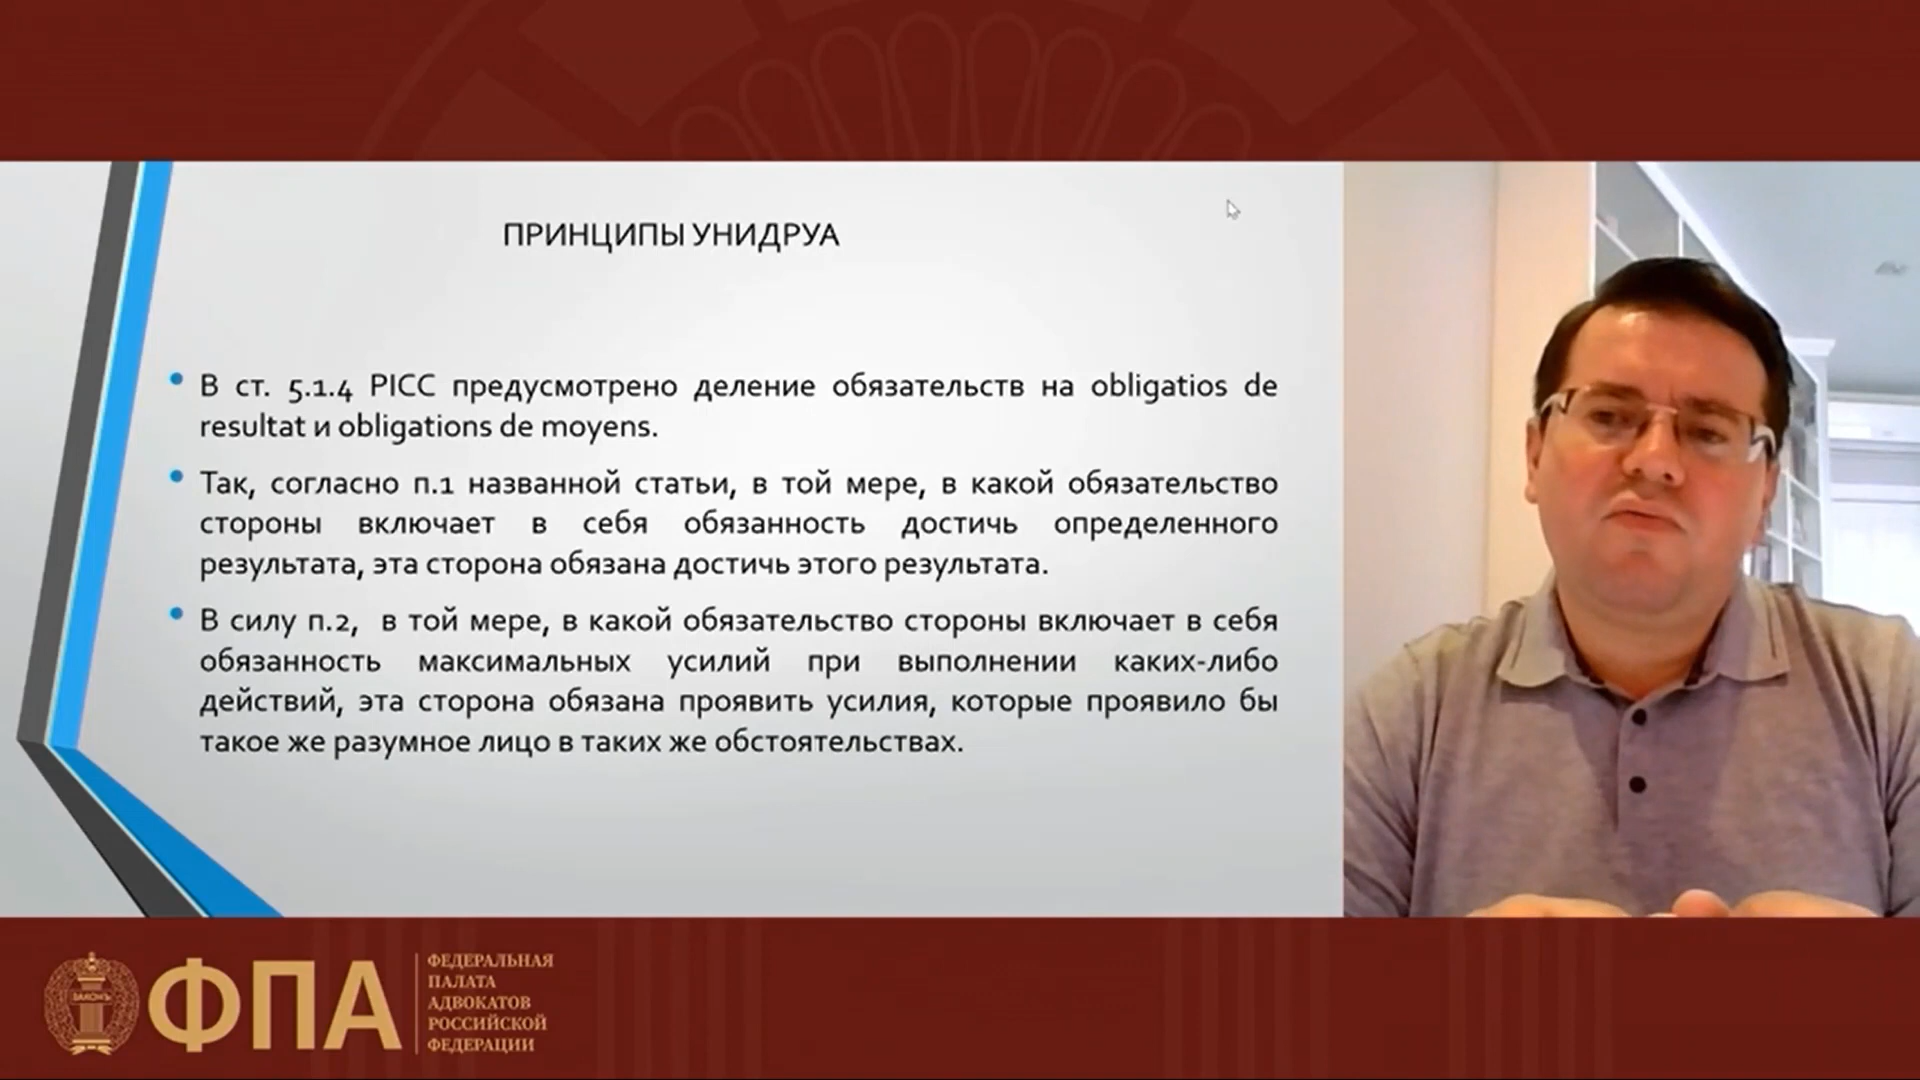 ПРИНЦИПЫ УНИДРУА
В ст. 5.1.4 PICC предусмотрено деление обязательств на obligatios de
resultat и obligations de moyens.
Так, согласно п.1 названной статьи, в той мере, в какой обязательство
стороны включает в себя обязанность достичь определенного
результата, эта сторона обязана достичь этого результата.
В силу п.2, в той мере, в какой обязательство стороны включает в себя
обязанность максимальных усилий при выполнении каких-либо
действий, эта сторона обязана проявить усилия, которые проявило бы
такое же разумное лицо в таких же обстоятельствах.
ЗАКОНЪ
ФПА
ФЕДЕРАЛЬНАЯ
ПАЛАТА
АДВОКАТОВ
РОССИЙСКОЙ
ФЕДЕРАЦИИ